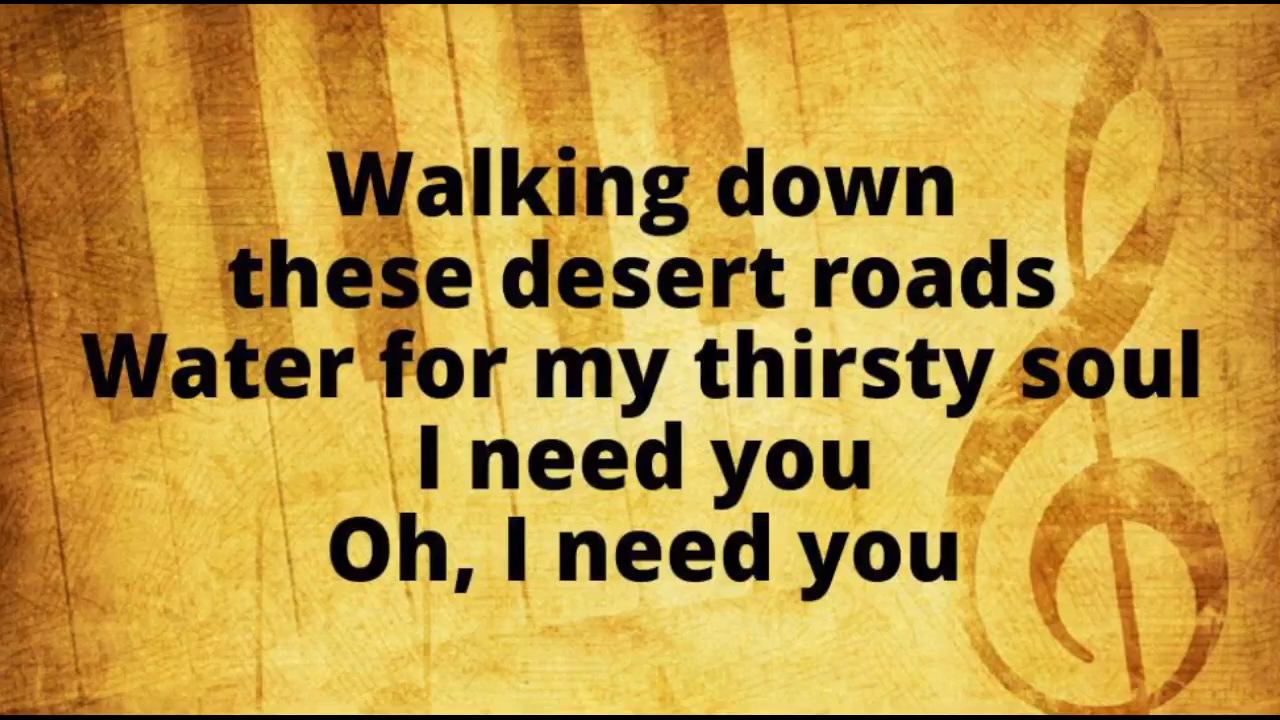 Walking down
these desert roads
Water for my thirsty soul
I need you
Oh, I need you